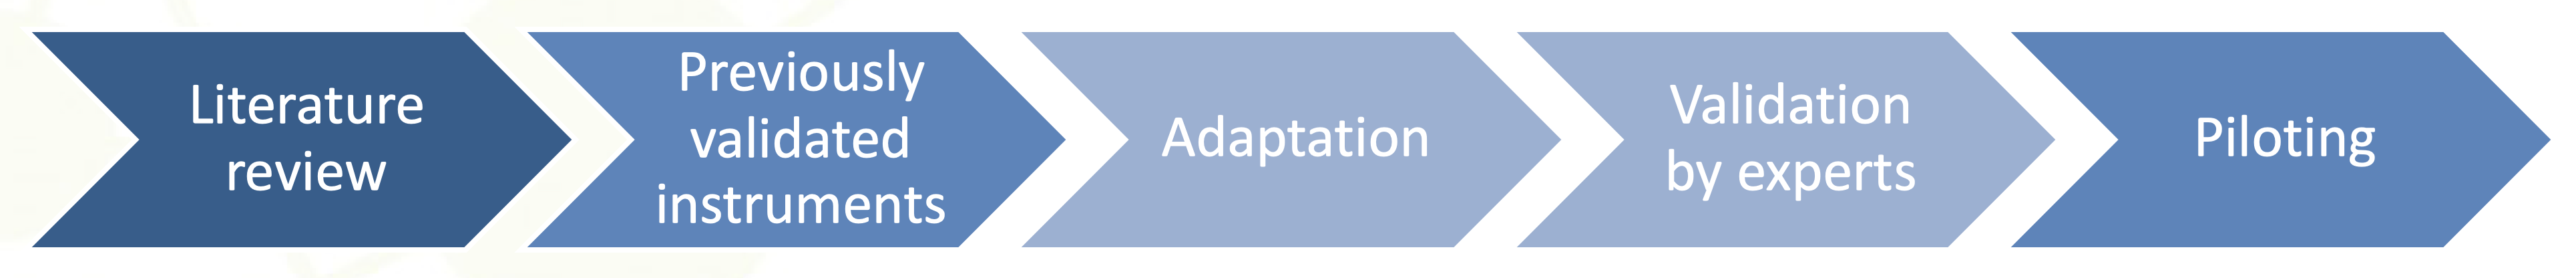 Literature
review
Previously
validated
instruments
Adaptation
Validation
by experts
Piloting